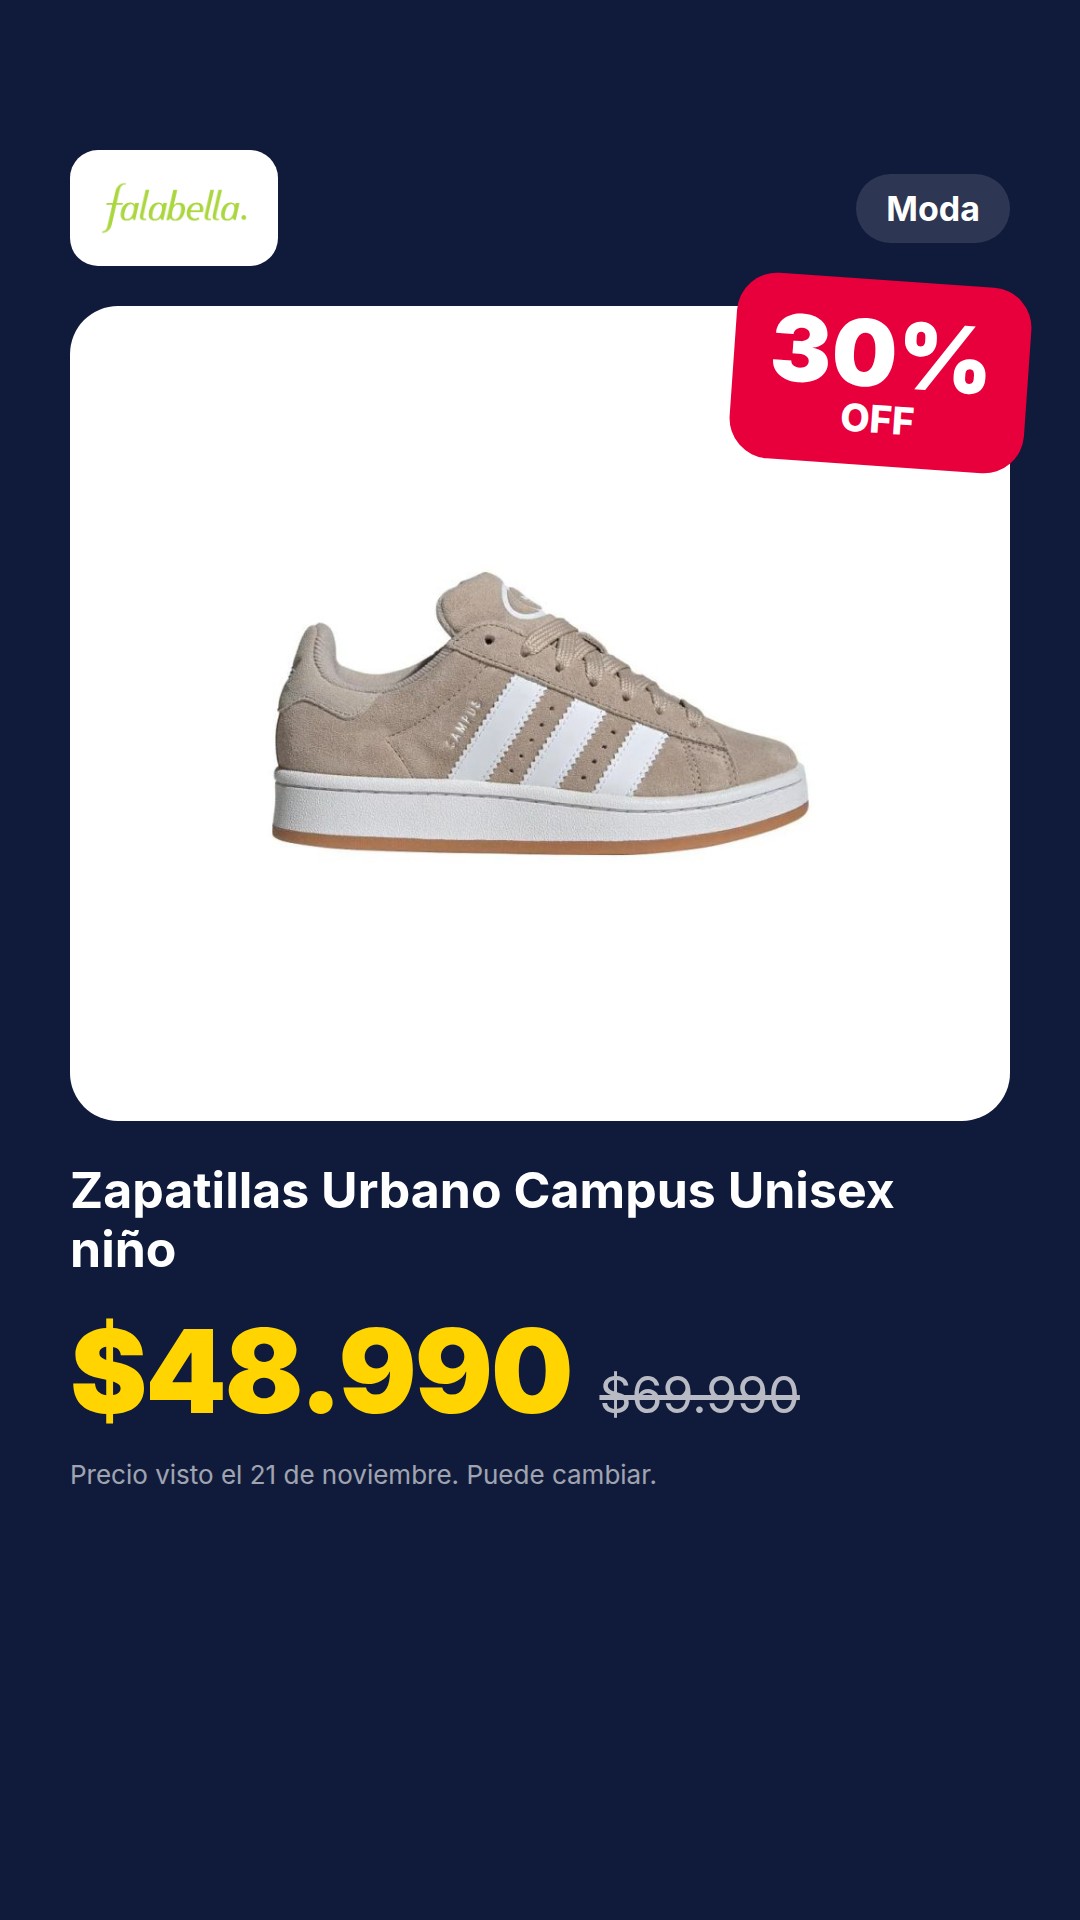 falabella.
Moda
30%
OFF
CAMPUS
Zapatillas Urbano Campus Unisex
niño
$48.990 $69.990
Precio visto el 21 de noviembre. Puede cambiar.